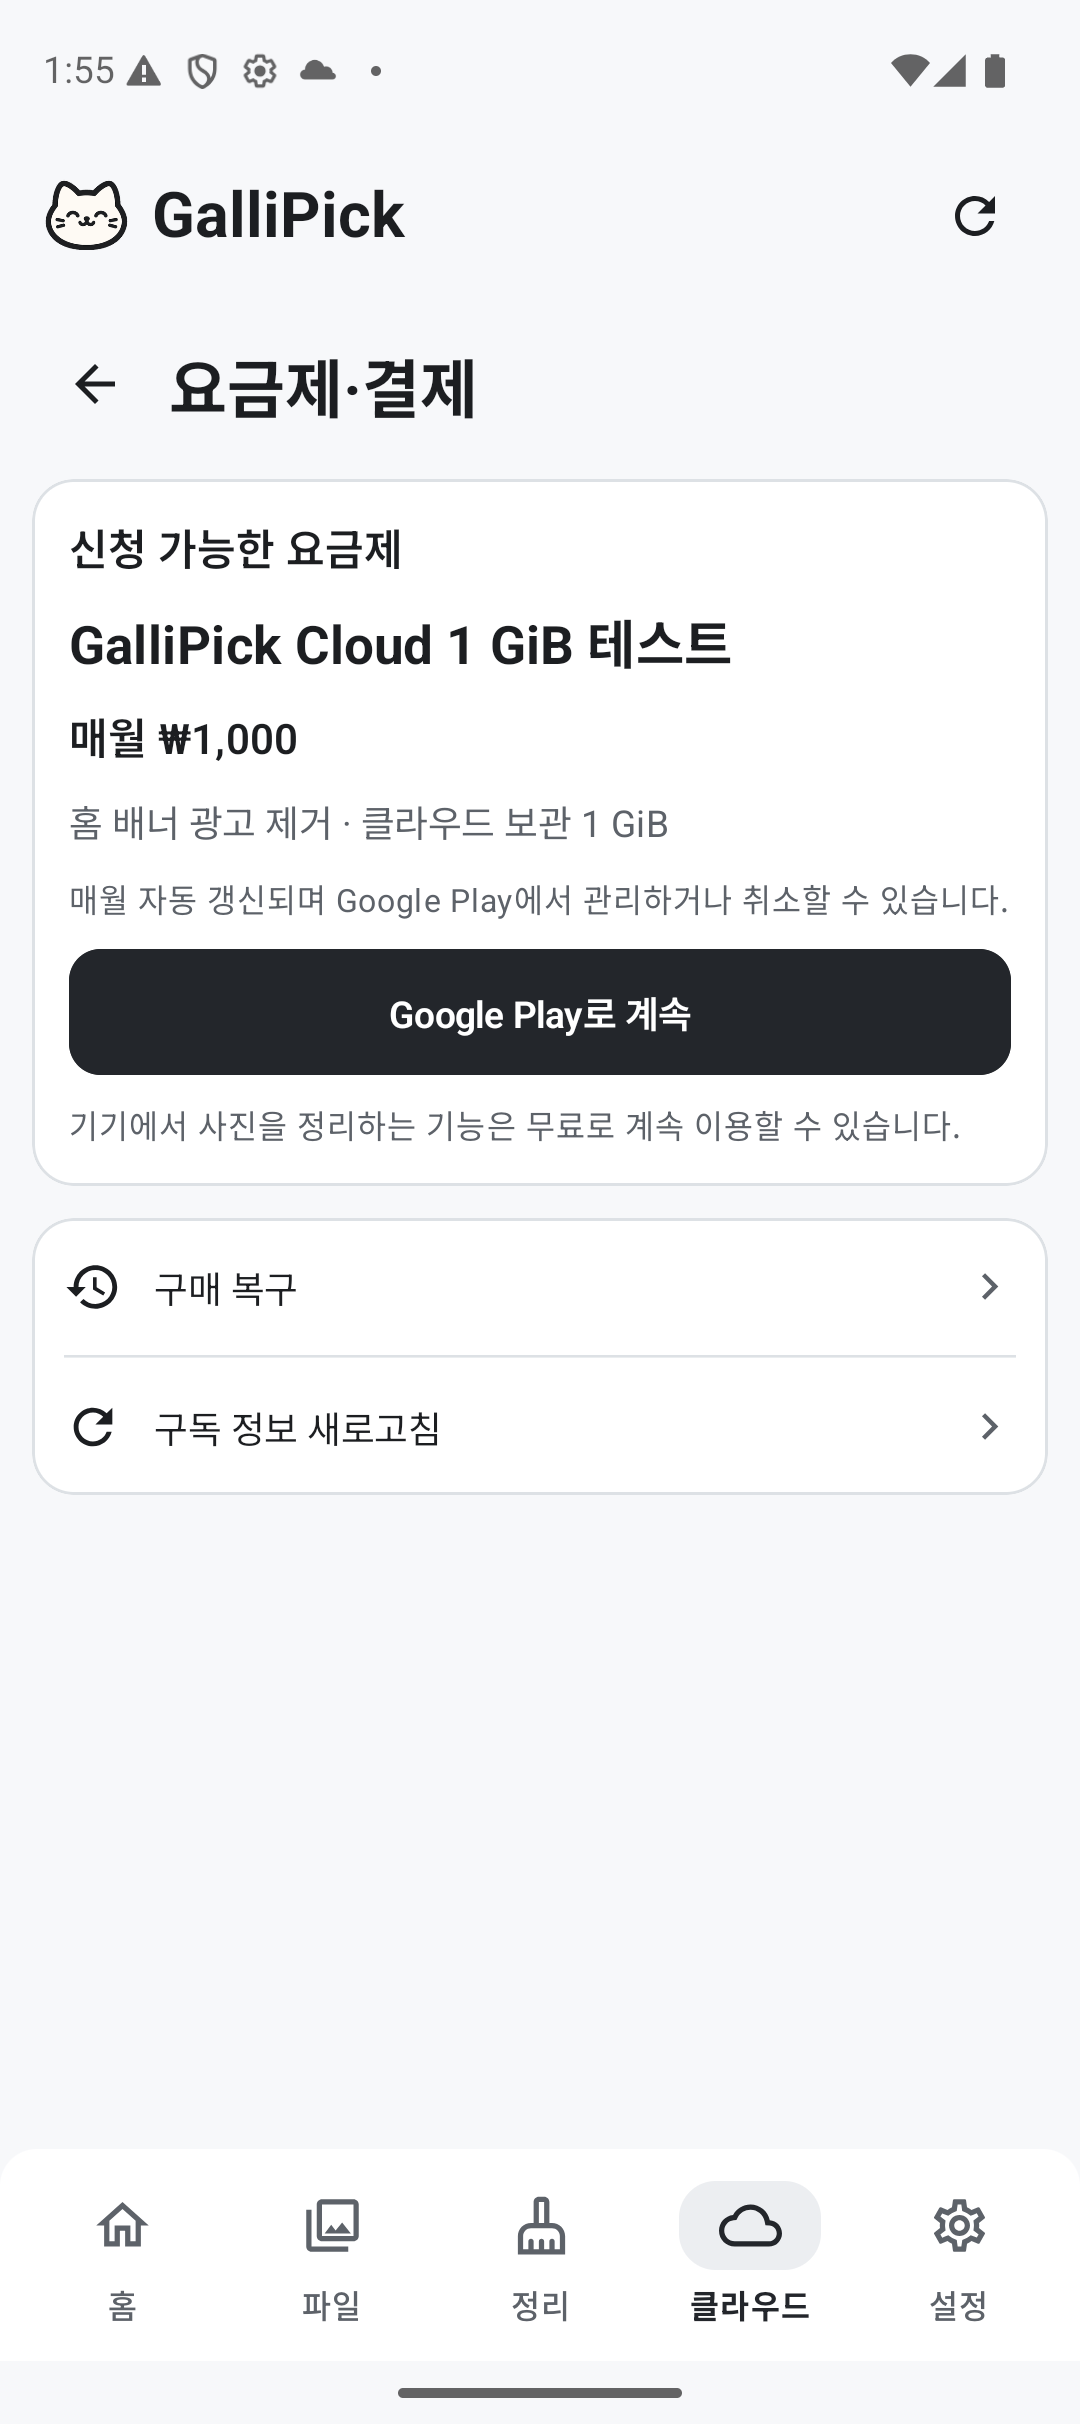 1:55
GalliPick
요금제·결제
신청 가능한 요금제
GalliPick Cloud 1 GiB 테스트
매월 ₩1,000
홈 배너 광고 제거 · 클라우드 보관 1 GiB
매월 자동 갱신되며 Google Play에서 관리하거나 취소할 수 있습니다.
Google Play로 계속
기기에서 사진을 정리하는 기능은 무료로 계속 이용할 수 있습니다.
구매 복구
구독 정보 새로고침
홈 파일 정리 클라우드 설정